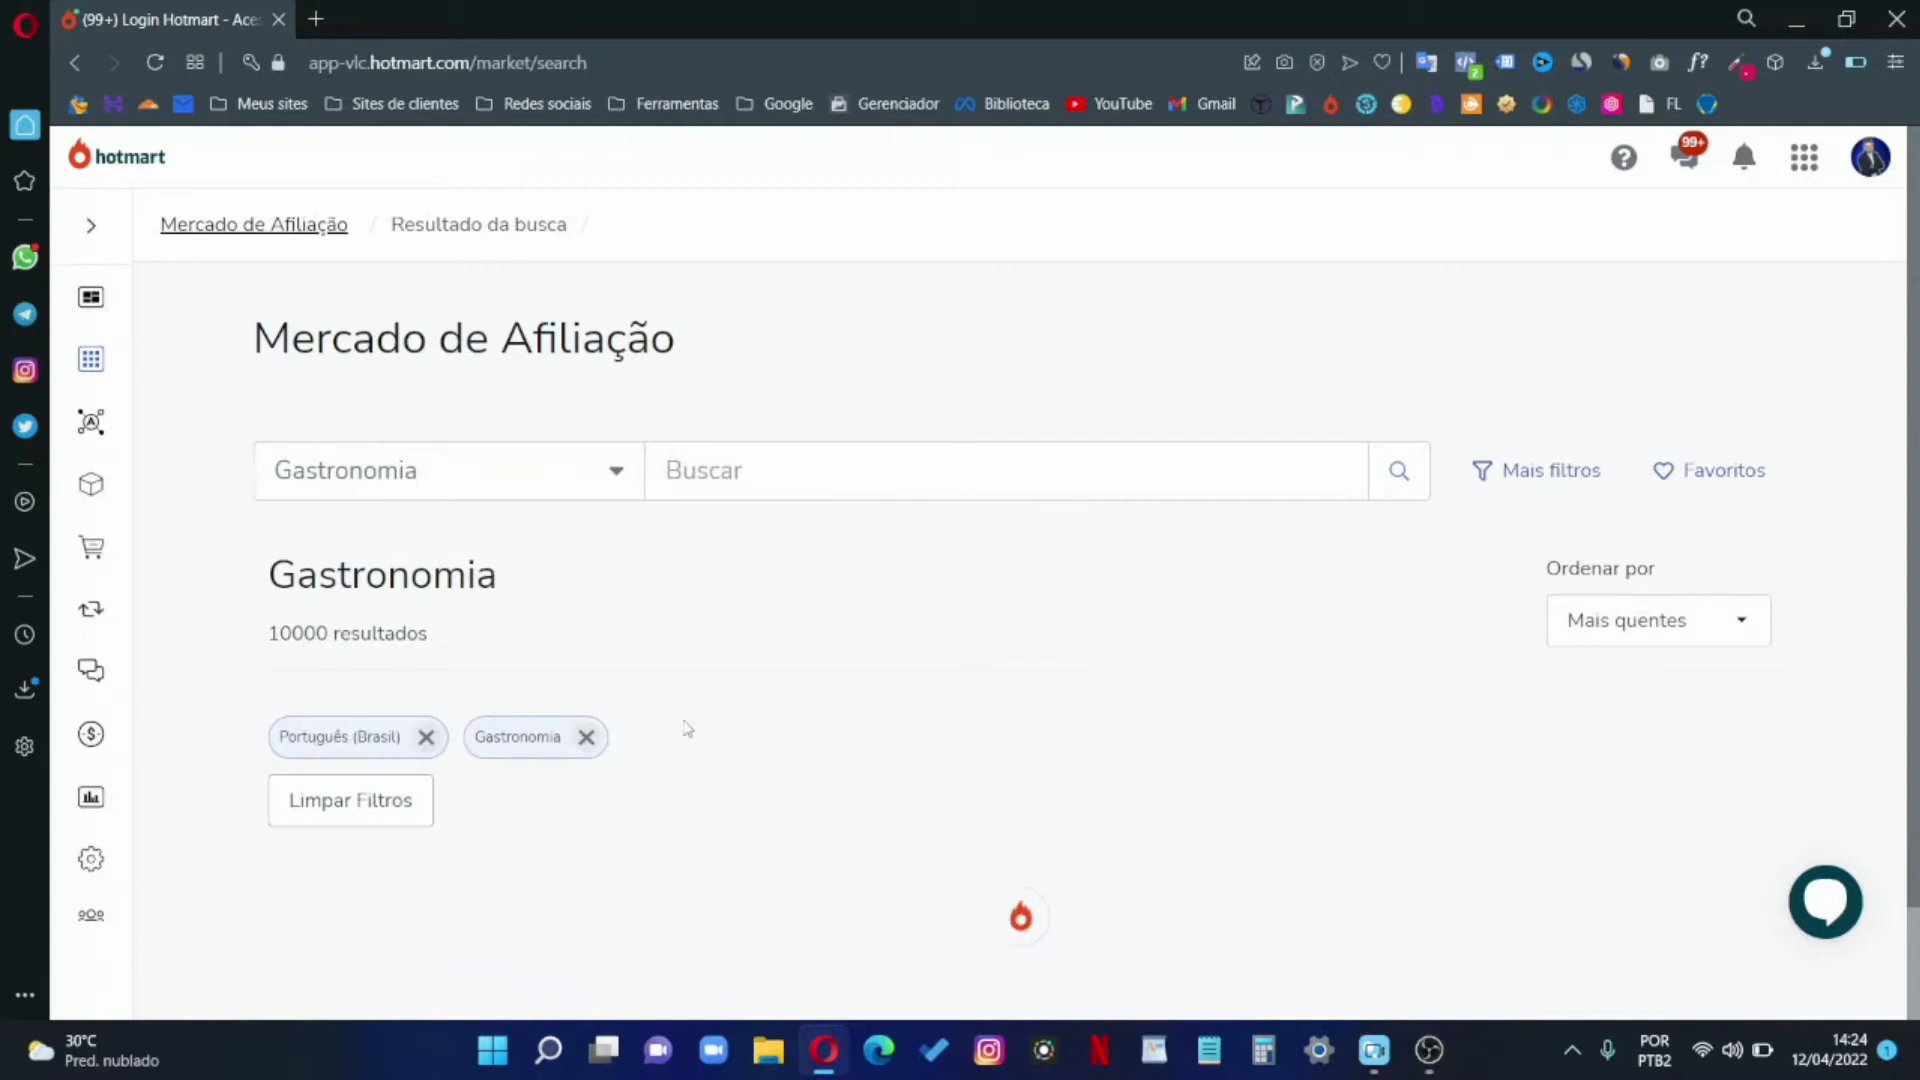 (99+) Login Hotmart - Aces
app-vlc.hotmart.com/market/search
Meus sites
Sites de clientes
Redes sociais
Ferramentas
Google
Gerenciador
Biblioteca
YouTube
Gmail
FL
hotmart
99+
Mercado de Afiliação / Resultado da busca /
Mercado de Afiliação
Gastronomia
Buscar
Mais filtros
Favoritos
Gastronomia
Ordenar por
10000 resultados
Mais quentes
Português (Brasil)
Gastronomia
Limpar Filtros
30°C
Pred. nublado
POR
PTB2
14:24
12/04/2022
1